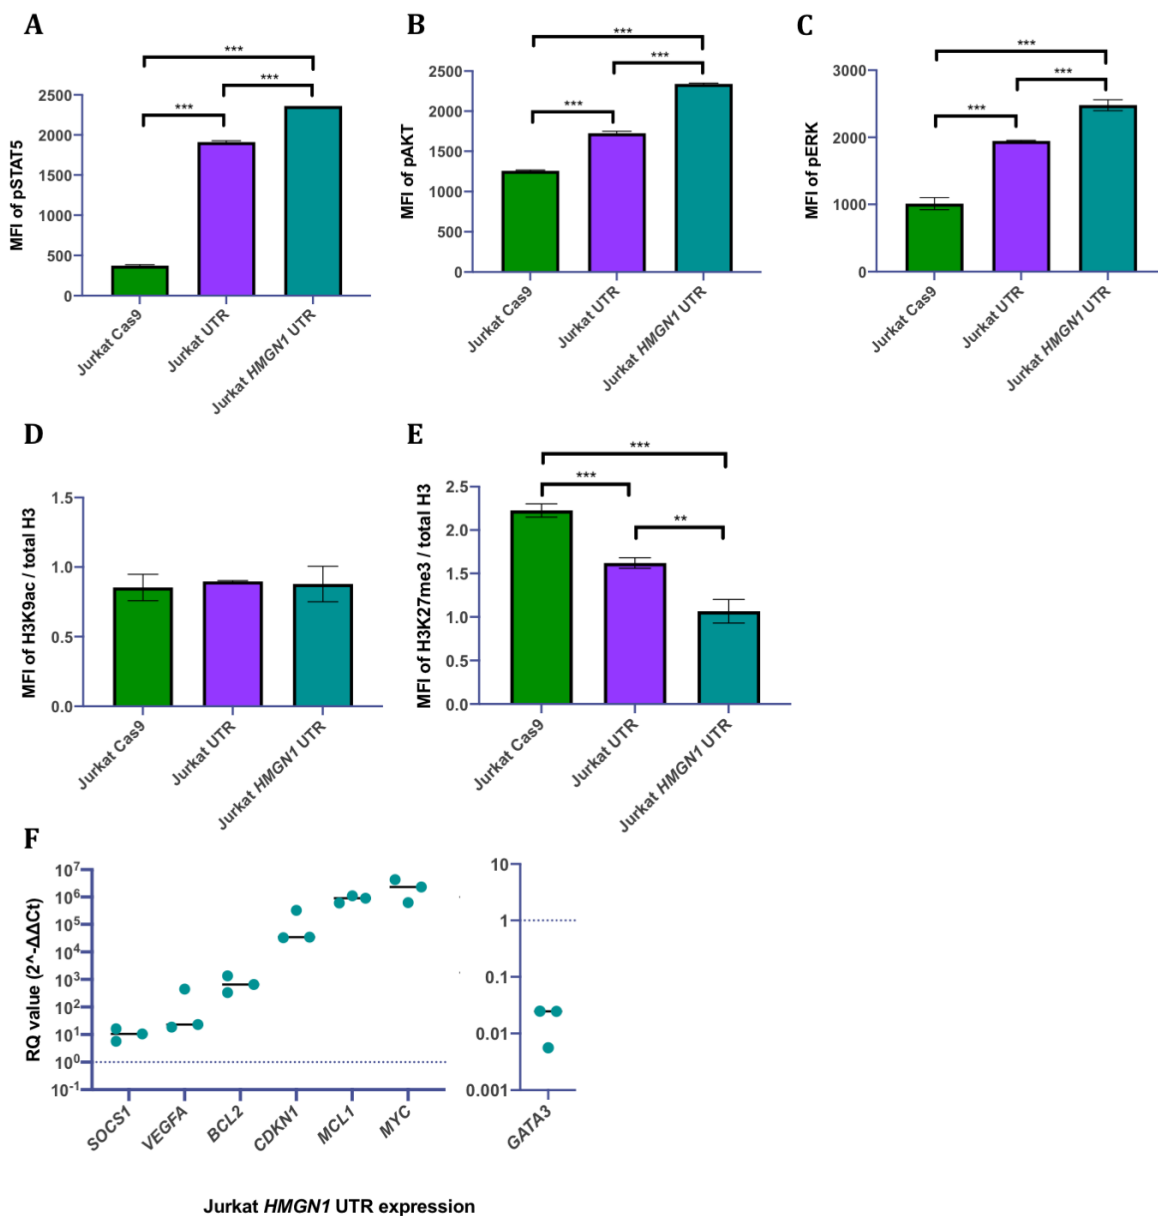 A
B
C
***
***
***
MFI of pSTAT5
2500
2000
1500
1000
500
0
Jurkat Cas9
Jurkat UTR
Jurkat HMGN1 UTR
***
***
***
MFI of pAKT
2500
2000
1500
1000
500
0
Jurkat Cas9
Jurkat UTR
Jurkat HMGN1 UTR
***
***
***
MFI of pERK
3000
2000
1000
0
Jurkat Cas9
Jurkat UTR
Jurkat HMGN1 UTR
D
E
MFI of H3K9ac / total H3
1.5
1.0
0.5
0.0
Jurkat Cas9
Jurkat UTR
Jurkat HMGN1 UTR
***
***
**
MFI of H3K27me3 / total H3
2.5
2.0
1.5
1.0
0.5
0.0
Jurkat Cas9
Jurkat UTR
Jurkat HMGN1 UTR
F
RQ value (2^-ΔΔCt)
10⁷
10⁶
10⁵
10⁴
10³
10²
10¹
10⁰
10⁻¹
SOCS1
VEGFA
BCL2
CDKN1
MCL1
MYC
10
1
0.1
0.01
0.001
GATA3
Jurkat HMGN1 UTR expression